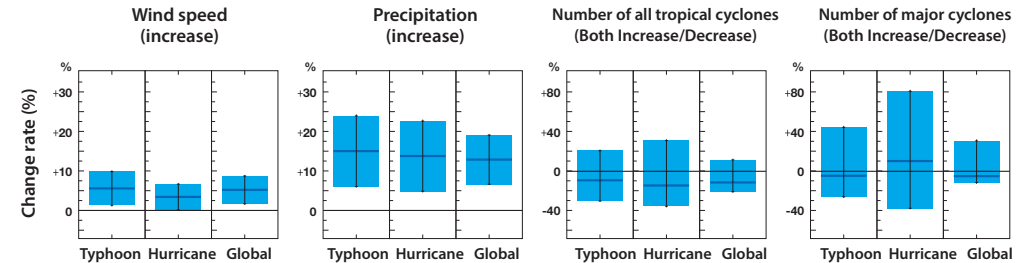 Wind speed
(increase)
Precipitation
(increase)
Number of all tropical cyclones
(Both Increase/Decrease)
Number of major cyclones
(Both Increase/Decrease)
Change rate (%)
%
+30
+20
+10
0
Typhoon Hurricane Global
%
+30
+20
+10
0
Typhoon Hurricane Global
%
+80
+40
0
-40
Typhoon Hurricane Global
%
+80
+40
0
-40
Typhoon Hurricane Global